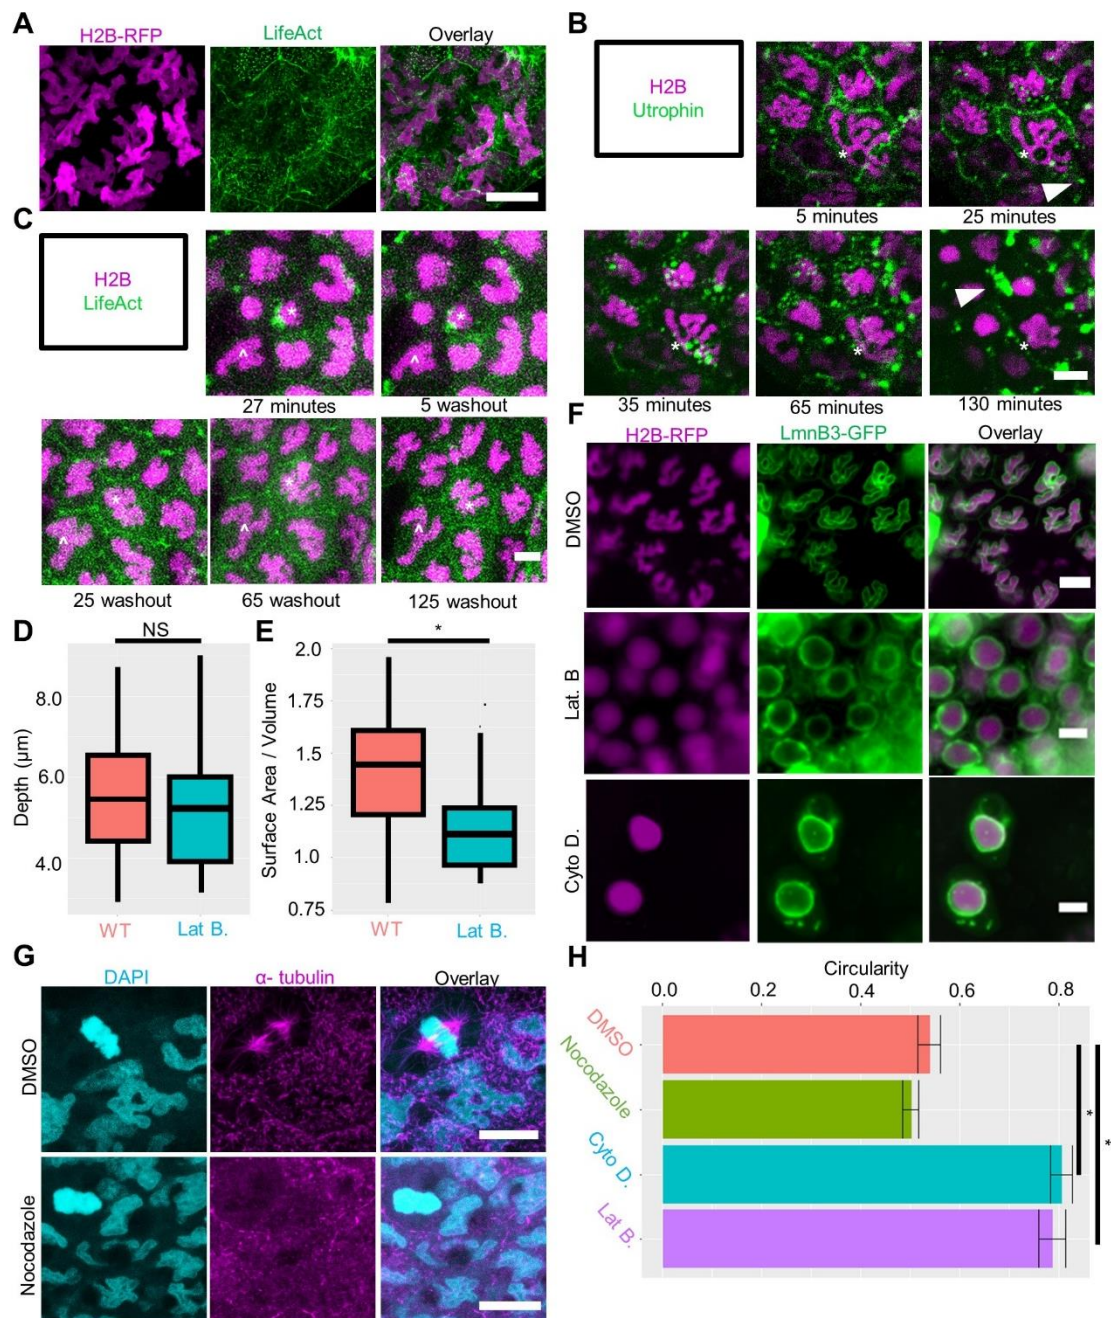 A
H2B-RFP
LifeAct
Overlay
B
H2B
Utrophin
*
*
5 minutes
25 minutes
*
*
*
35 minutes
65 minutes
130 minutes
C
H2B
LifeAct
*
^
*
^
27 minutes
5 washout
*
^
*
^
*
^
25 washout
65 washout
125 washout
D
NS
8.0
6.0
4.0
Depth (μm)
WT
Lat B.
E
*
2.0
1.75
1.5
1.25
1.0
0.75
Surface Area / Volume
WT
Lat B.
F
H2B-RFP
LmnB3-GFP
Overlay
DMSO
Lat. B
Cyto D.
G
DAPI
α- tubulin
Overlay
DMSO
Nocodazole
H
Circularity
0.0
0.2
0.4
0.6
0.8
DMSO
Nocodazole
Cyto D.
Lat B.
*
*